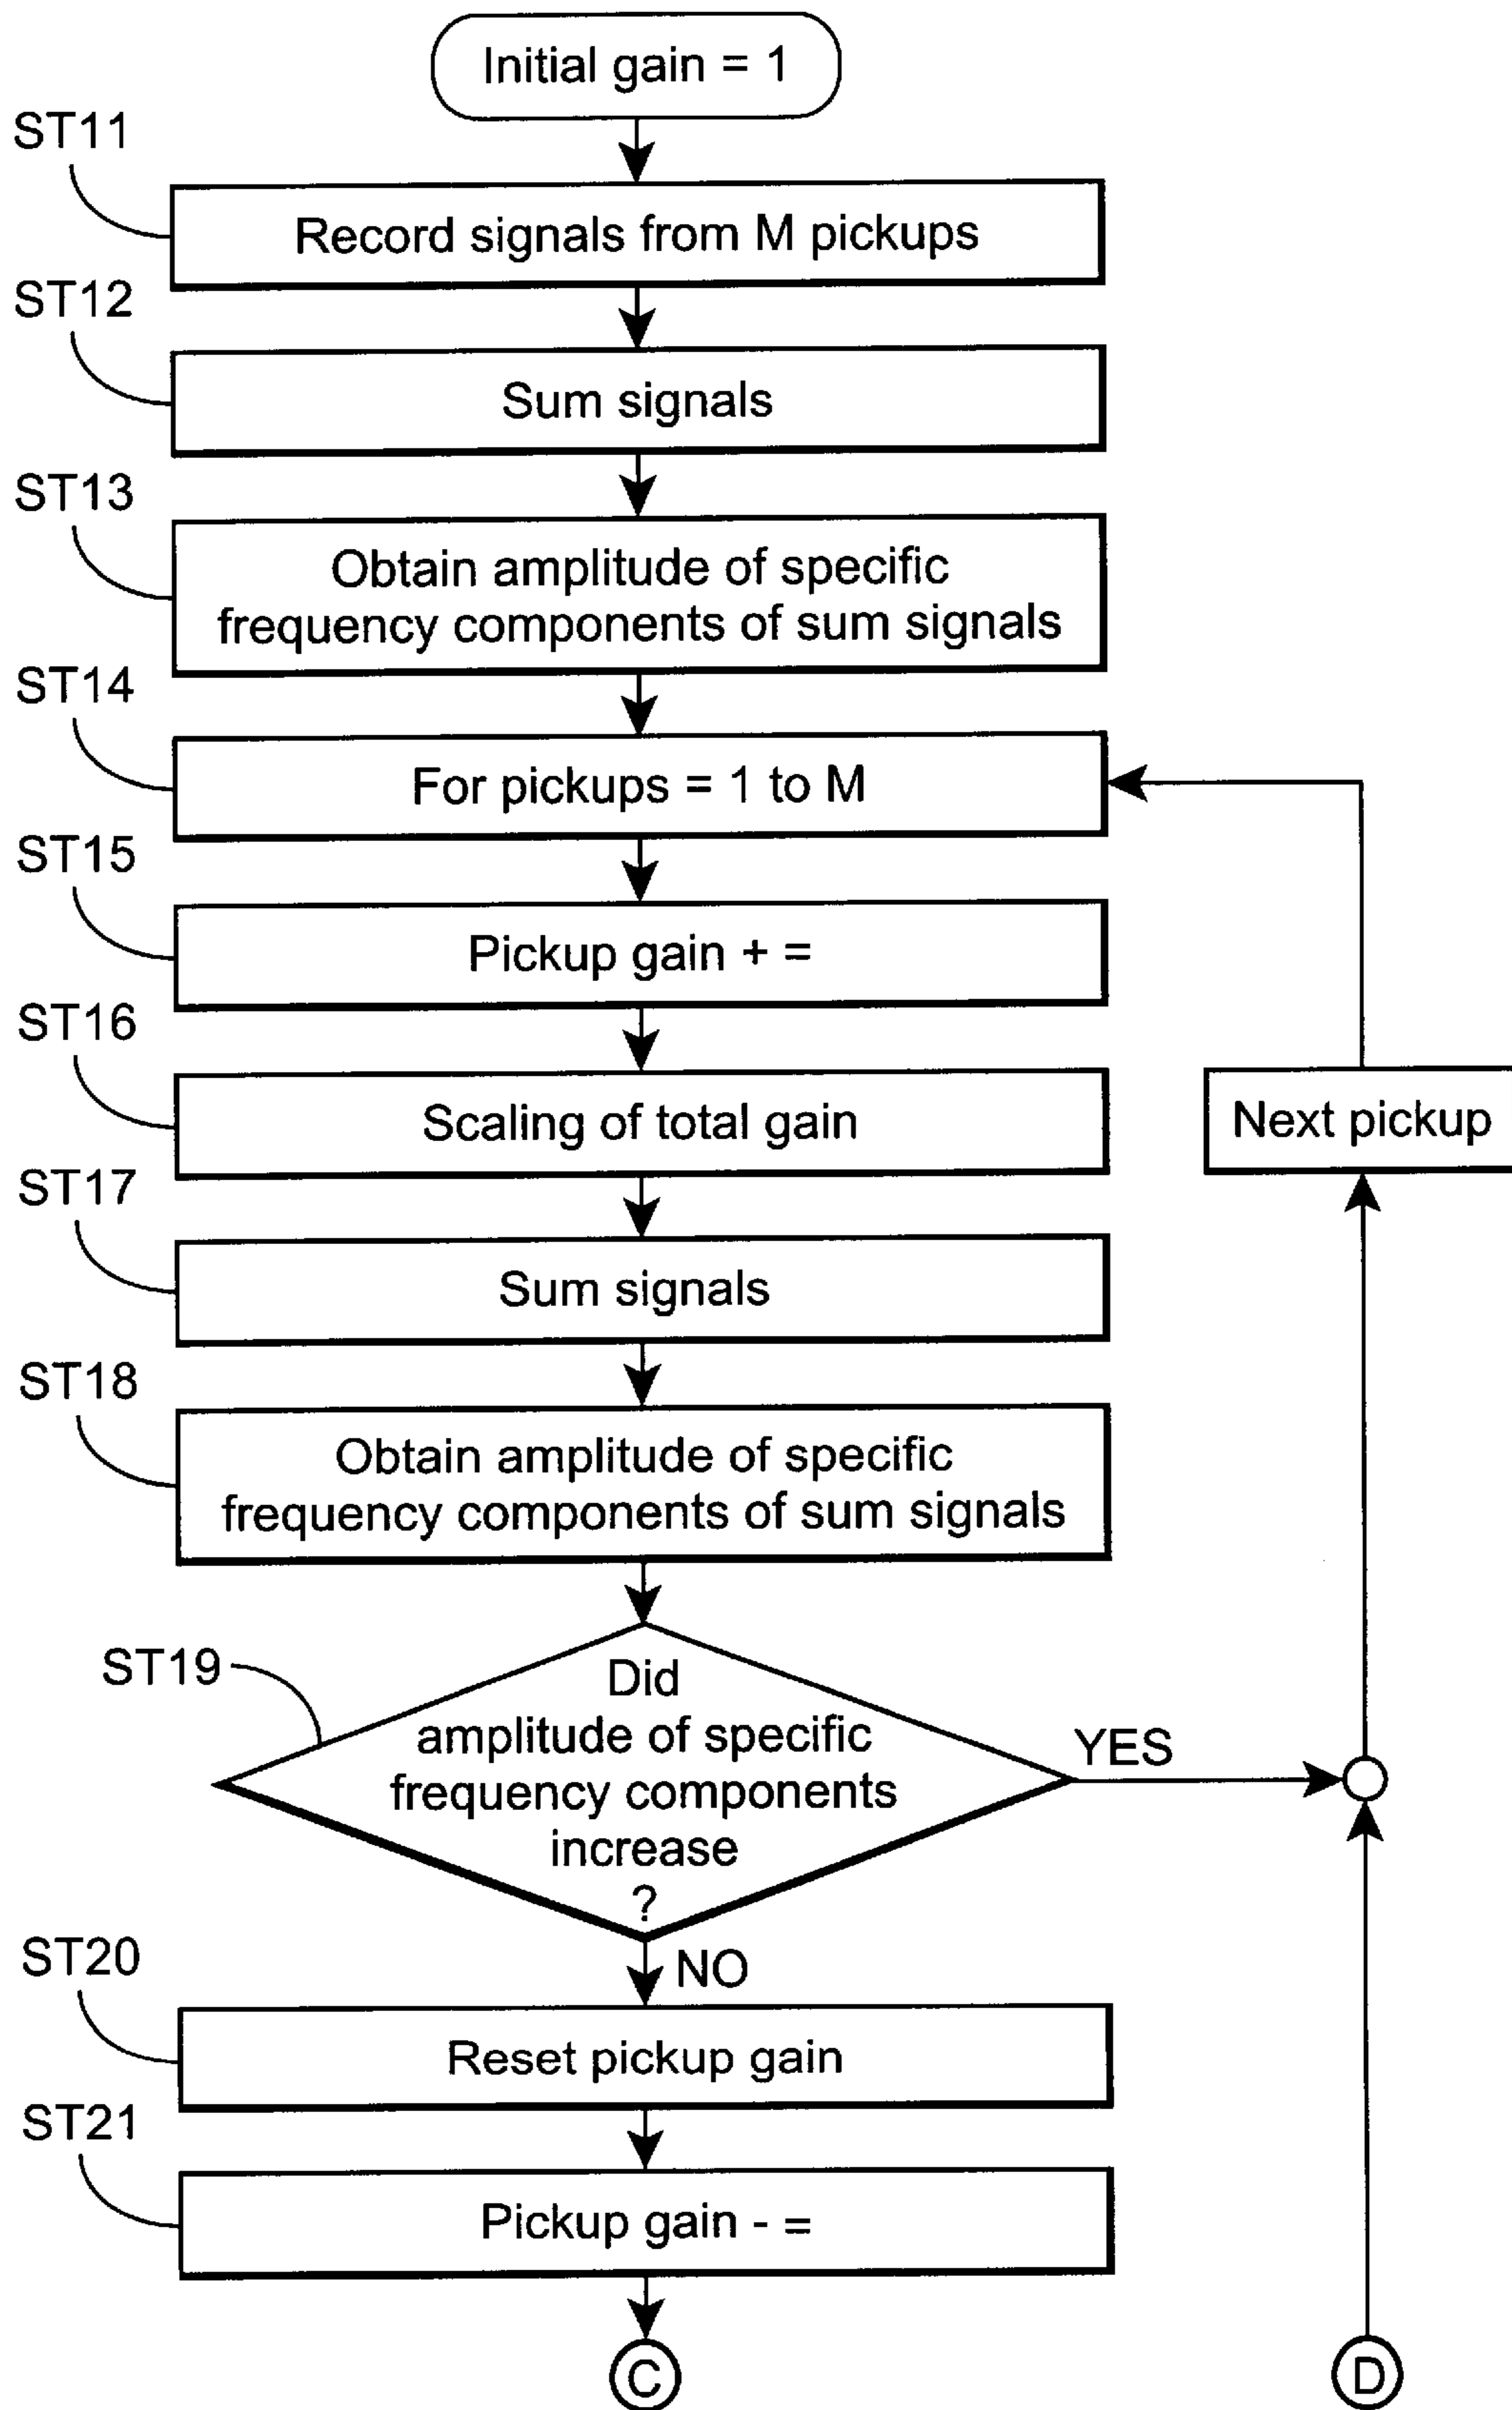 Initial gain = 1
ST11
Record signals from M pickups
ST12
Sum signals
ST13
Obtain amplitude of specific
frequency components of sum signals
ST14
For pickups = 1 to M
ST15
Pickup gain + =
ST16
Scaling of total gain
Next pickup
ST17
Sum signals
ST18
Obtain amplitude of specific
frequency components of sum signals
ST19
Did
amplitude of specific
frequency components
increase
?
YES
NO
ST20
Reset pickup gain
ST21
Pickup gain - =
C
D